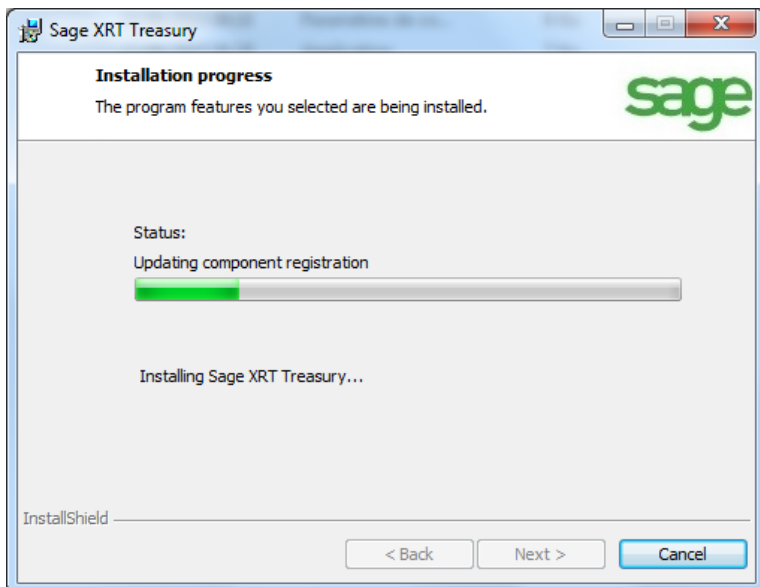 Sage XRT Treasury
Installation progress
The program features you selected are being installed.
sage
Status:
Updating component registration
Installing Sage XRT Treasury...
InstallShield
< Back
Next >
Cancel